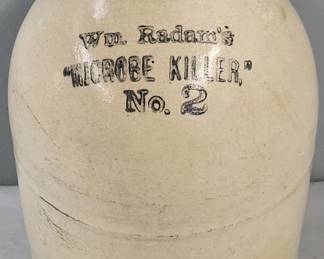 Wm. Radam's
"MICROBE KILLER,"
No. 2